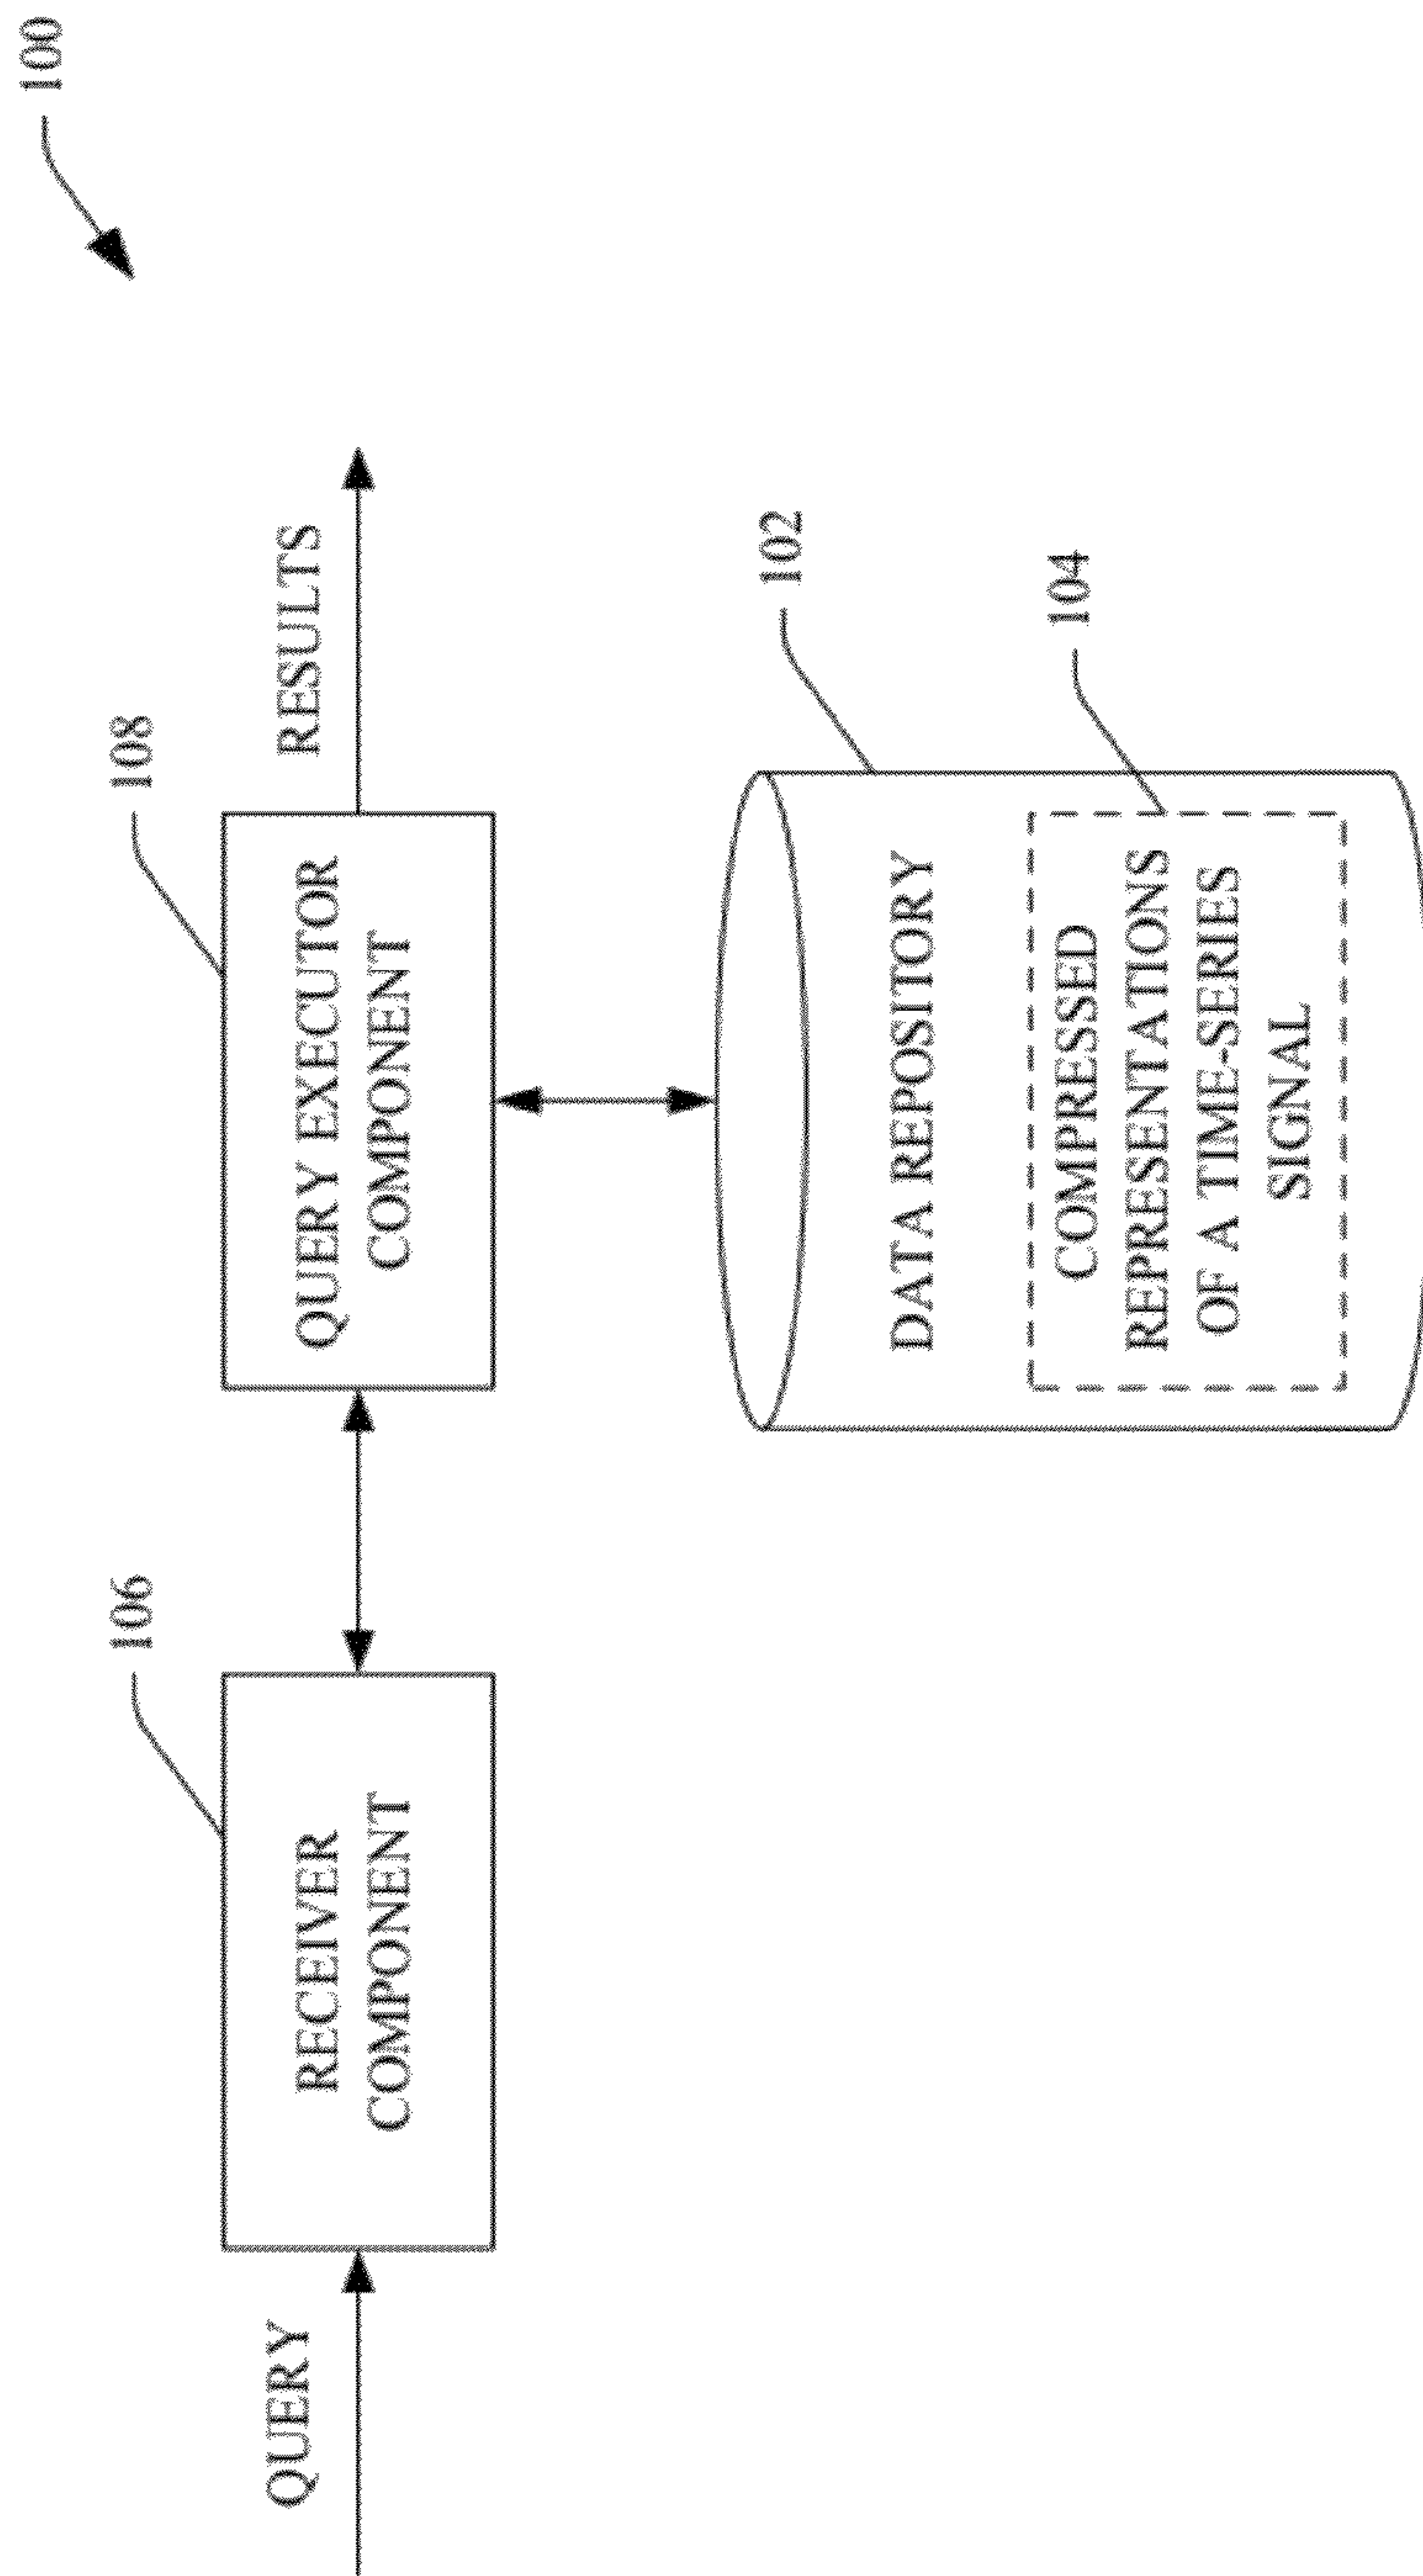 100
QUERY
106
RECEIVER
COMPONENT
108
QUERY EXECUTOR
COMPONENT
RESULTS
102
DATA REPOSITORY
104
COMPRESSED
REPRESENTATIONS
OF A TIME-SERIES
SIGNAL